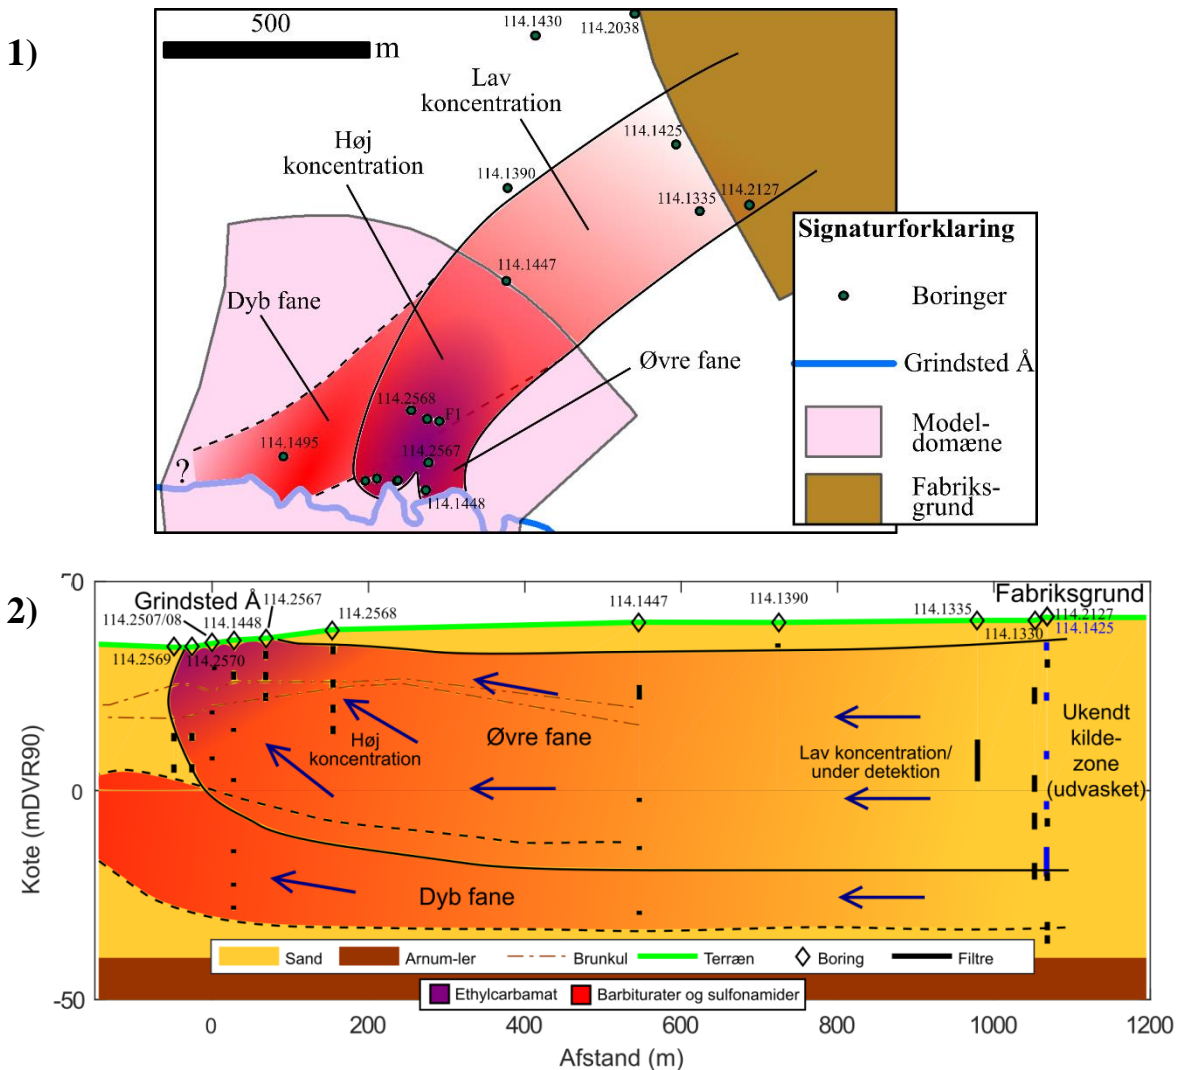 1)
500
m
114.1430
114.2038
Lav
koncentration
Høj
koncentration
114.1425
114.1390
114.1335
114.2127
114.1447
Dyb fane
Øvre fane
114.2568
F1
114.1495
114.2567
?
114.1448
Signaturforklaring
Boringer
Grindsted Å
Model-
domæne
Fabriks-
grund
2)
70
Grindsted Å
Fabriksgrund
114.2507/08
114.1448
114.2567
114.2568
114.1447
114.1390
114.1335
114.2127
114.2569
114.2570
114.1330
114.1425
Høj
koncentration
Øvre fane
Lav koncentration/
under detektion
Ukendt
kilde-
zone
(udvasket)
Dyb fane
Kote (mDVR90)
0
-50
Sand
Arnum-ler
Brunkul
Terræn
Boring
Filtre
Ethylcarbamat
Barbiturater og sulfonamider
0
200
400
600
800
1000
1200
Afstand (m)